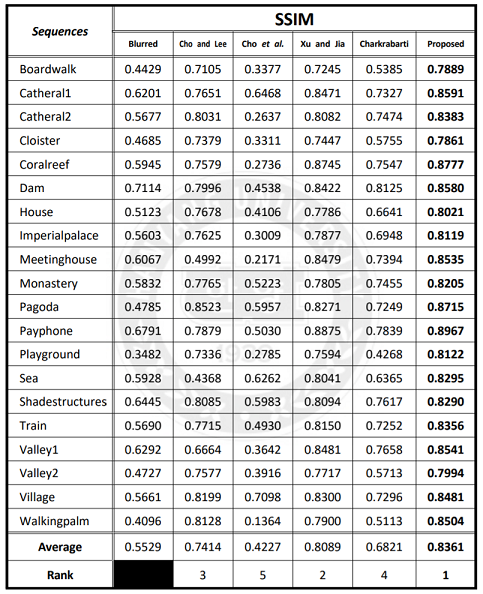 Sequences SSIM
Blurred Cho and Lee Cho et al. Xu and Jia Charkrabarti Proposed
Boardwalk 0.4429 0.7105 0.3377 0.7245 0.5385 0.7889
Catheral1 0.6201 0.7651 0.6468 0.8471 0.7327 0.8591
Catheral2 0.5677 0.8031 0.2637 0.8082 0.7474 0.8383
Cloister 0.4685 0.7379 0.3311 0.7447 0.5755 0.7861
Coralreef 0.5945 0.7579 0.2736 0.8745 0.7547 0.8777
Dam 0.7114 0.7996 0.4538 0.8422 0.8125 0.8580
House 0.5123 0.7678 0.4106 0.7786 0.6641 0.8021
Imperialpalace 0.5603 0.7625 0.3009 0.7877 0.6948 0.8119
Meetinghouse 0.6067 0.4992 0.2171 0.8479 0.7394 0.8535
Monastery 0.5832 0.7765 0.5223 0.7805 0.7455 0.8205
Pagoda 0.4785 0.8523 0.5957 0.8271 0.7249 0.8715
Payphone 0.6791 0.7879 0.5030 0.8875 0.7839 0.8967
Playground 0.3482 0.7336 0.2785 0.7594 0.4268 0.8122
Sea 0.5928 0.4368 0.6262 0.8041 0.6365 0.8295
Shadestructures 0.6445 0.8085 0.5983 0.8094 0.7617 0.8290
Train 0.5690 0.7715 0.4930 0.8150 0.7252 0.8356
Valley1 0.6292 0.6664 0.3642 0.8481 0.7658 0.8541
Valley2 0.4727 0.7577 0.3916 0.7717 0.5713 0.7994
Village 0.5661 0.8199 0.7098 0.8300 0.7296 0.8481
Walkingpalm 0.4096 0.8128 0.1364 0.7900 0.5113 0.8504
Average 0.5529 0.7414 0.4227 0.8089 0.6821 0.8361
Rank 3 5 2 4 1